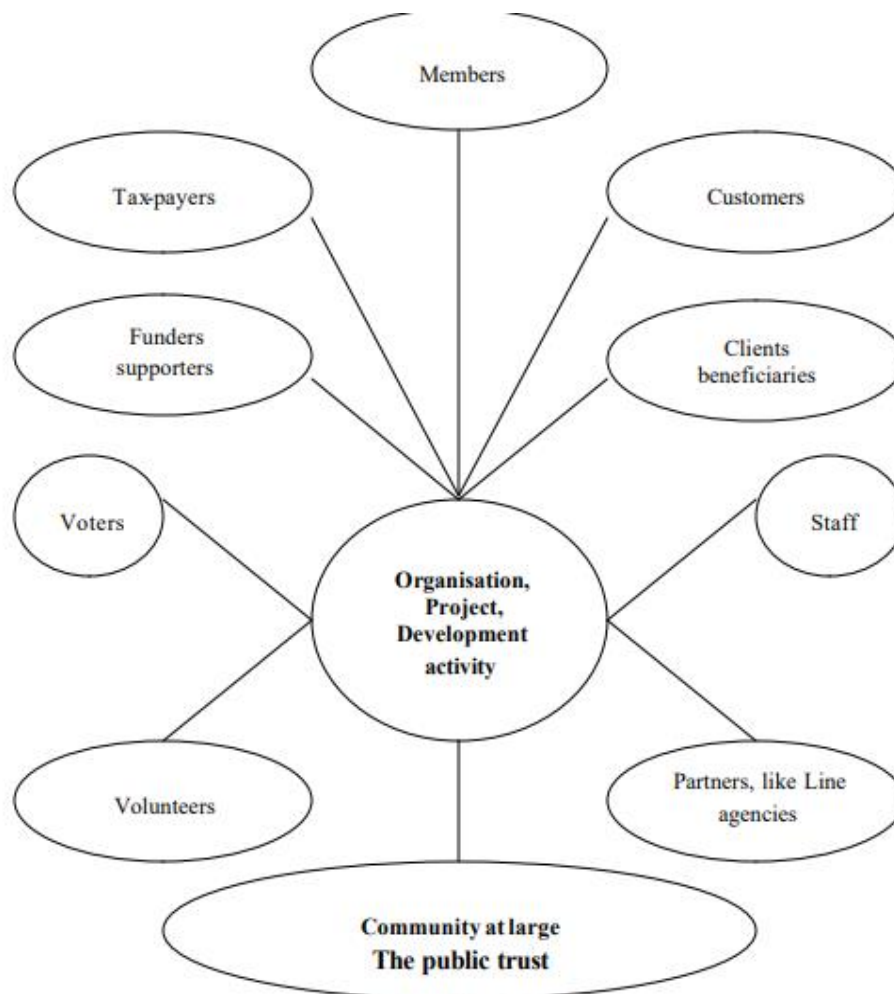 Members
Tax-payers
Customers
Funders
supporters
Clients
beneficiaries
Voters
Staff
Organisation,
Project,
Development
activity
Volunteers
Partners, like Line
agencies
Community at large
The public trust